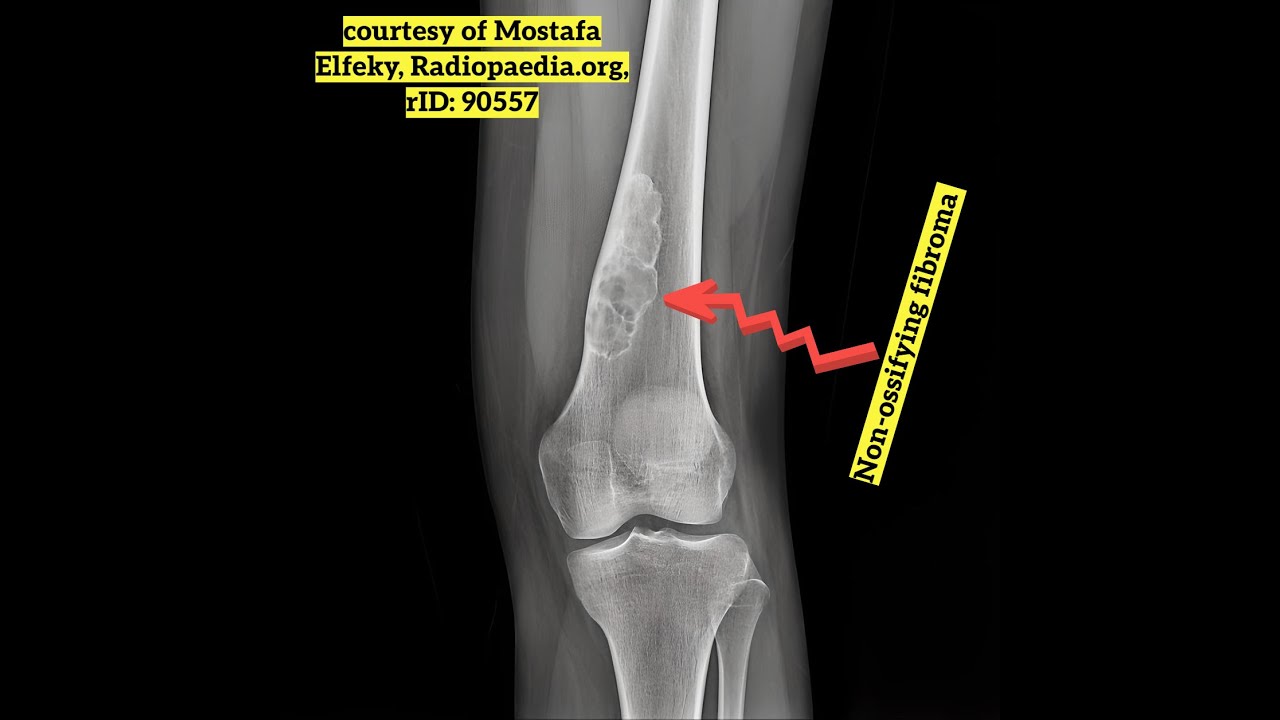 courtesy of Mostafa
Elfeky, Radiopaedia.org,
rID: 90557
Non-ossifying fibroma